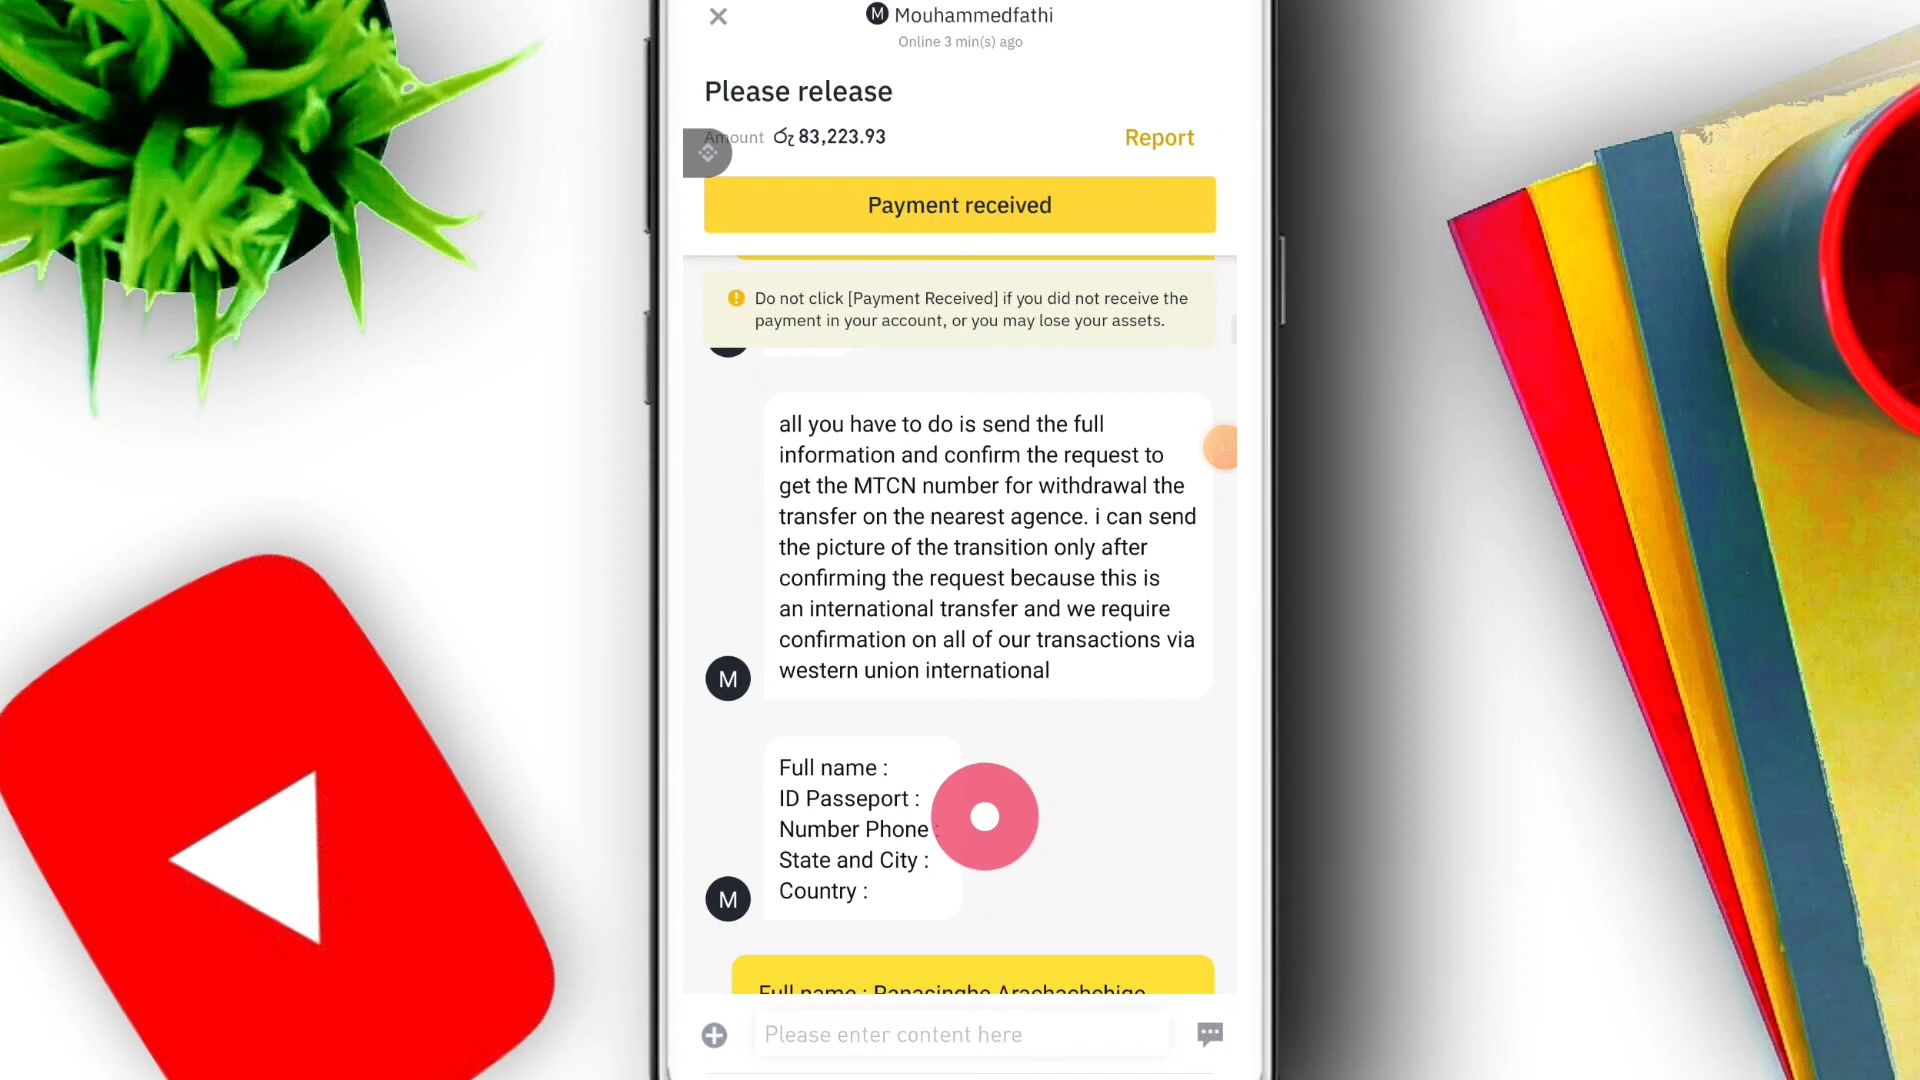 M Mouhammedfathi
Online 3 min(s) ago
Please release
Amount රු 83,223.93
Report
Payment received
Do not click [Payment Received] if you did not receive the
payment in your account, or you may lose your assets.
all you have to do is send the full
information and confirm the request to
get the MTCN number for withdrawal the
transfer on the nearest agence. i can send
the picture of the transition only after
confirming the request because this is
an international transfer and we require
confirmation on all of our transactions via
western union international
M
Full name :
ID Passeport :
Number Phone :
State and City :
Country :
M
Full name : Ranasinghe Arachachchige
Please enter content here